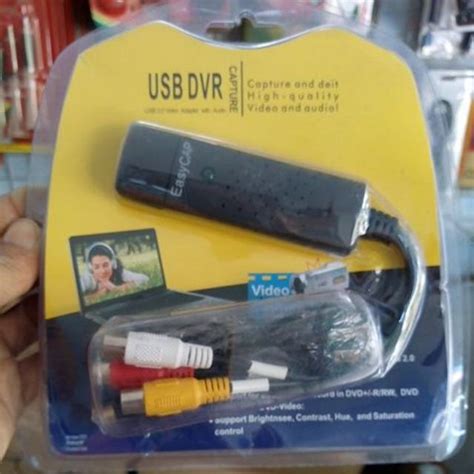 USB DVR
USB 2.0 Video Adapter with Audio
CAPTURE
Capture and deit
High-quality
Video and audio!
EasyCAP
Video
2.0
in DVD+/-R/RW, DVD
Video:
Support Brightnsee, Contrast, Hue, and Saturation
control